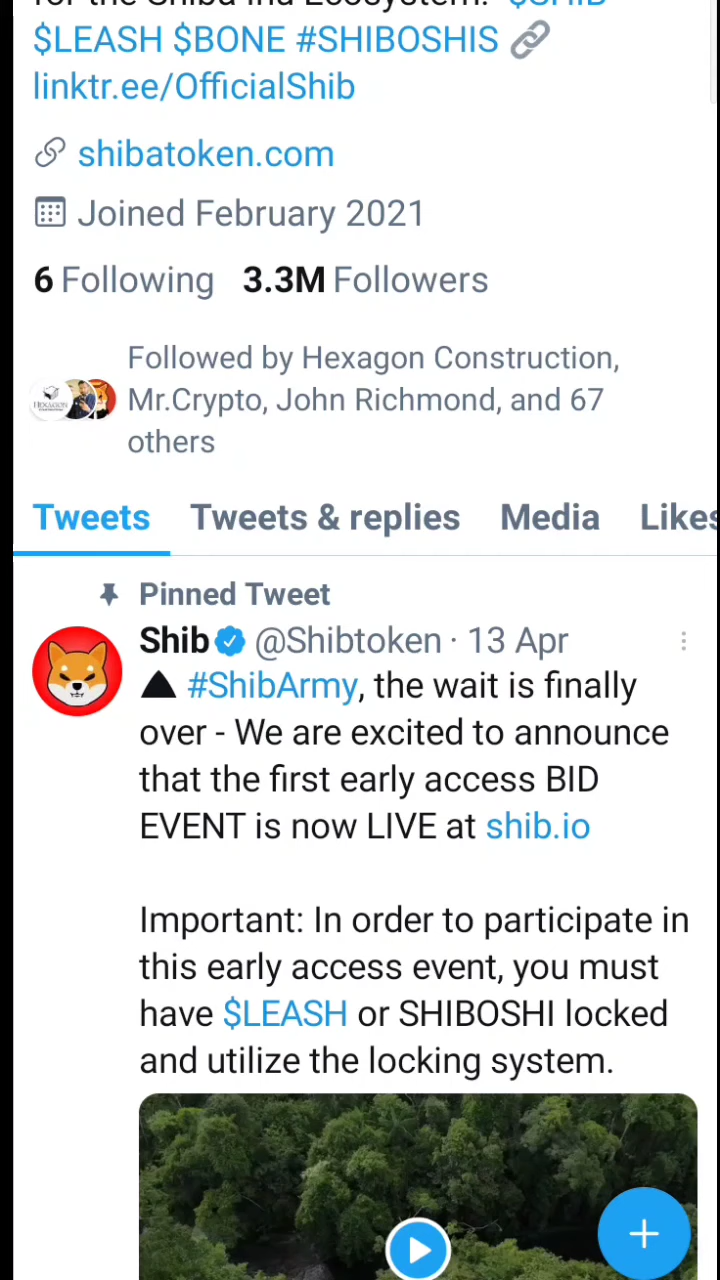 $LEASH $BONE #SHIBOSHIS
linktr.ee/OfficialShib
shibatoken.com
Joined February 2021
6 Following 3.3M Followers
Followed by Hexagon Construction,
Mr.Crypto, John Richmond, and 67
others
Tweets Tweets & replies Media Likes
Pinned Tweet
Shib @Shibtoken · 13 Apr
#ShibArmy, the wait is finally
over - We are excited to announce
that the first early access BID
EVENT is now LIVE at shib.io
Important: In order to participate in
this early access event, you must
have $LEASH or SHIBOSHI locked
and utilize the locking system.